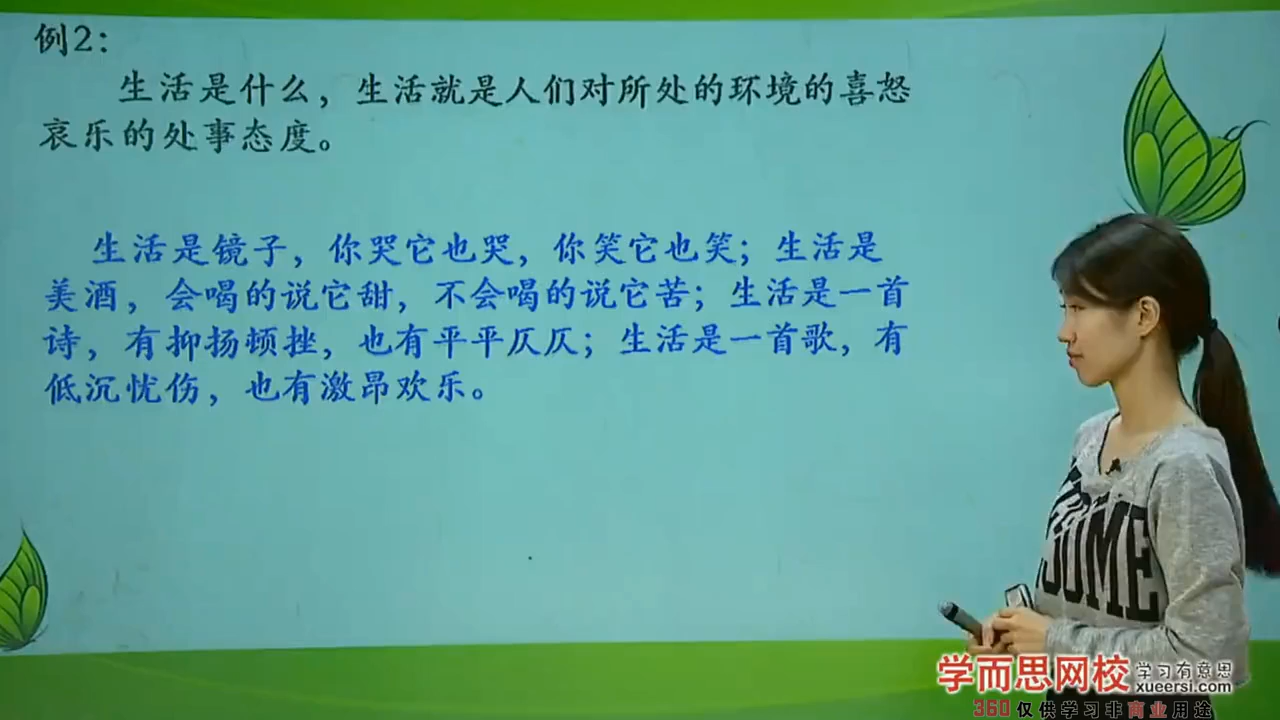 例2：
生活是什么，生活就是人们对所处的环境的喜怒
哀乐的处事态度。
生活是镜子，你哭它也哭，你笑它也笑；生活是
美酒，会喝的说它甜，不会喝的说它苦；生活是一首
诗，有抑扬顿挫，也有平平仄仄；生活是一首歌，有
低沉忧伤，也有激昂欢乐。
OME
学而思网校 学习有意思
xueersi.com
360仅供学习非商业用途